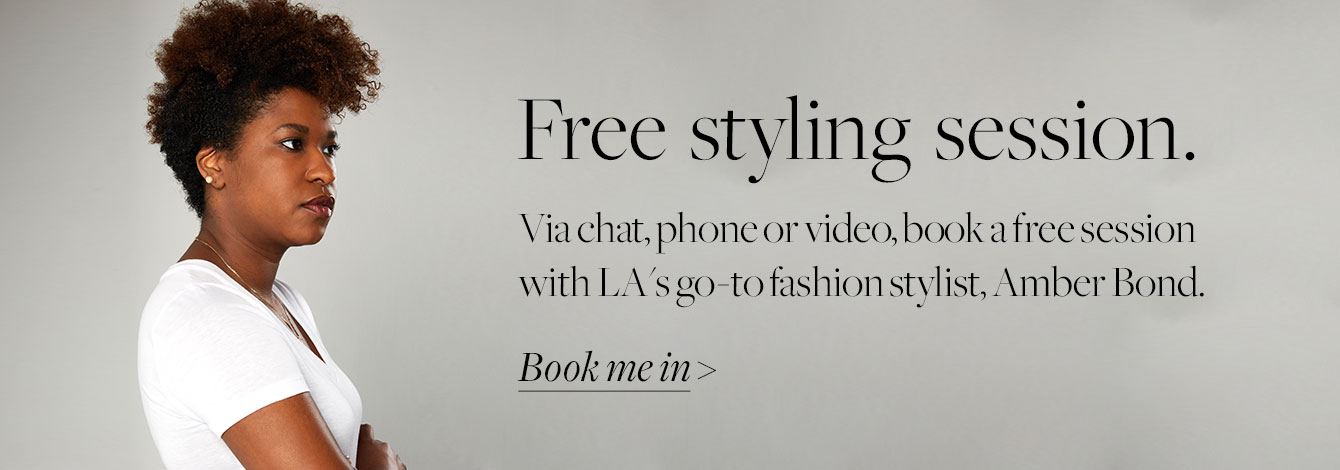 Free styling session.
Via chat, phone or video, book a free session
with LA's go-to fashion stylist, Amber Bond.
Book me in >